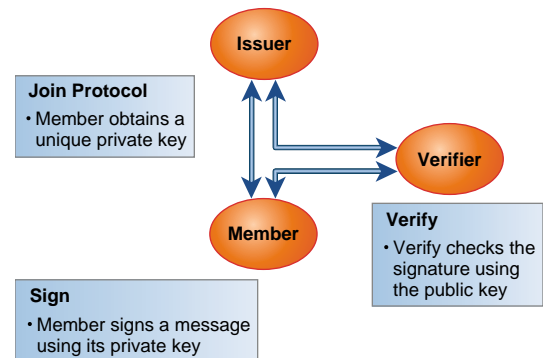 Issuer
Join Protocol
• Member obtains a
unique private key
Verifier
Member
Verify
• Verify checks the
signature using
the public key
Sign
• Member signs a message
using its private key